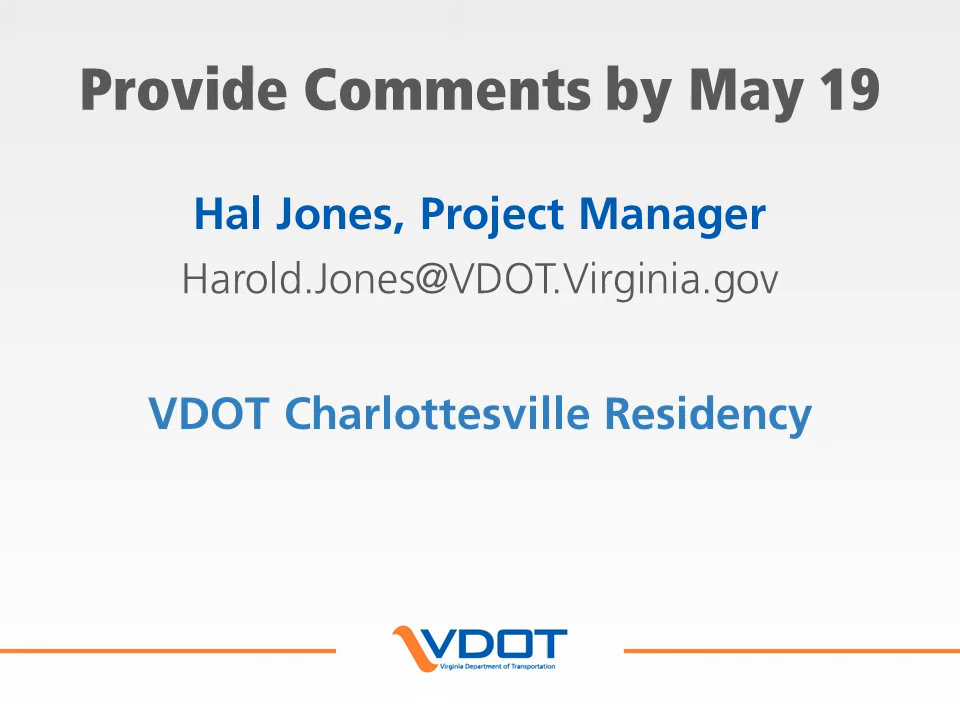 Provide Comments by May 19
Hal Jones, Project Manager
Harold.Jones@VDOT.Virginia.gov
VDOT Charlottesville Residency
VDOT
Virginia Department of Transportation